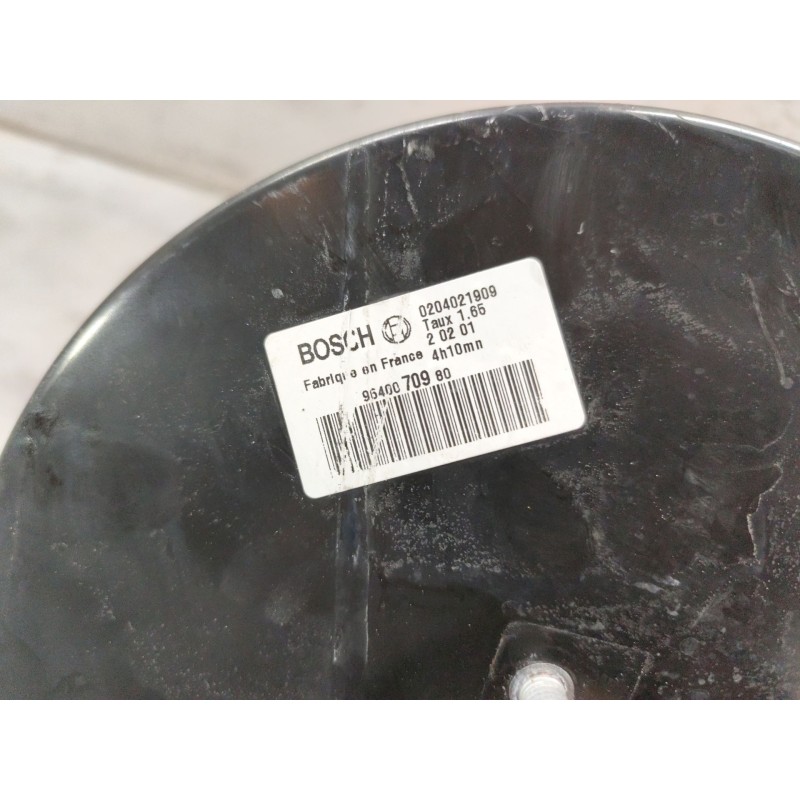 BOSCH 0204021909
Taux 1.65
2 02 01
Fabrique en France 4h10mn
96400 709 80